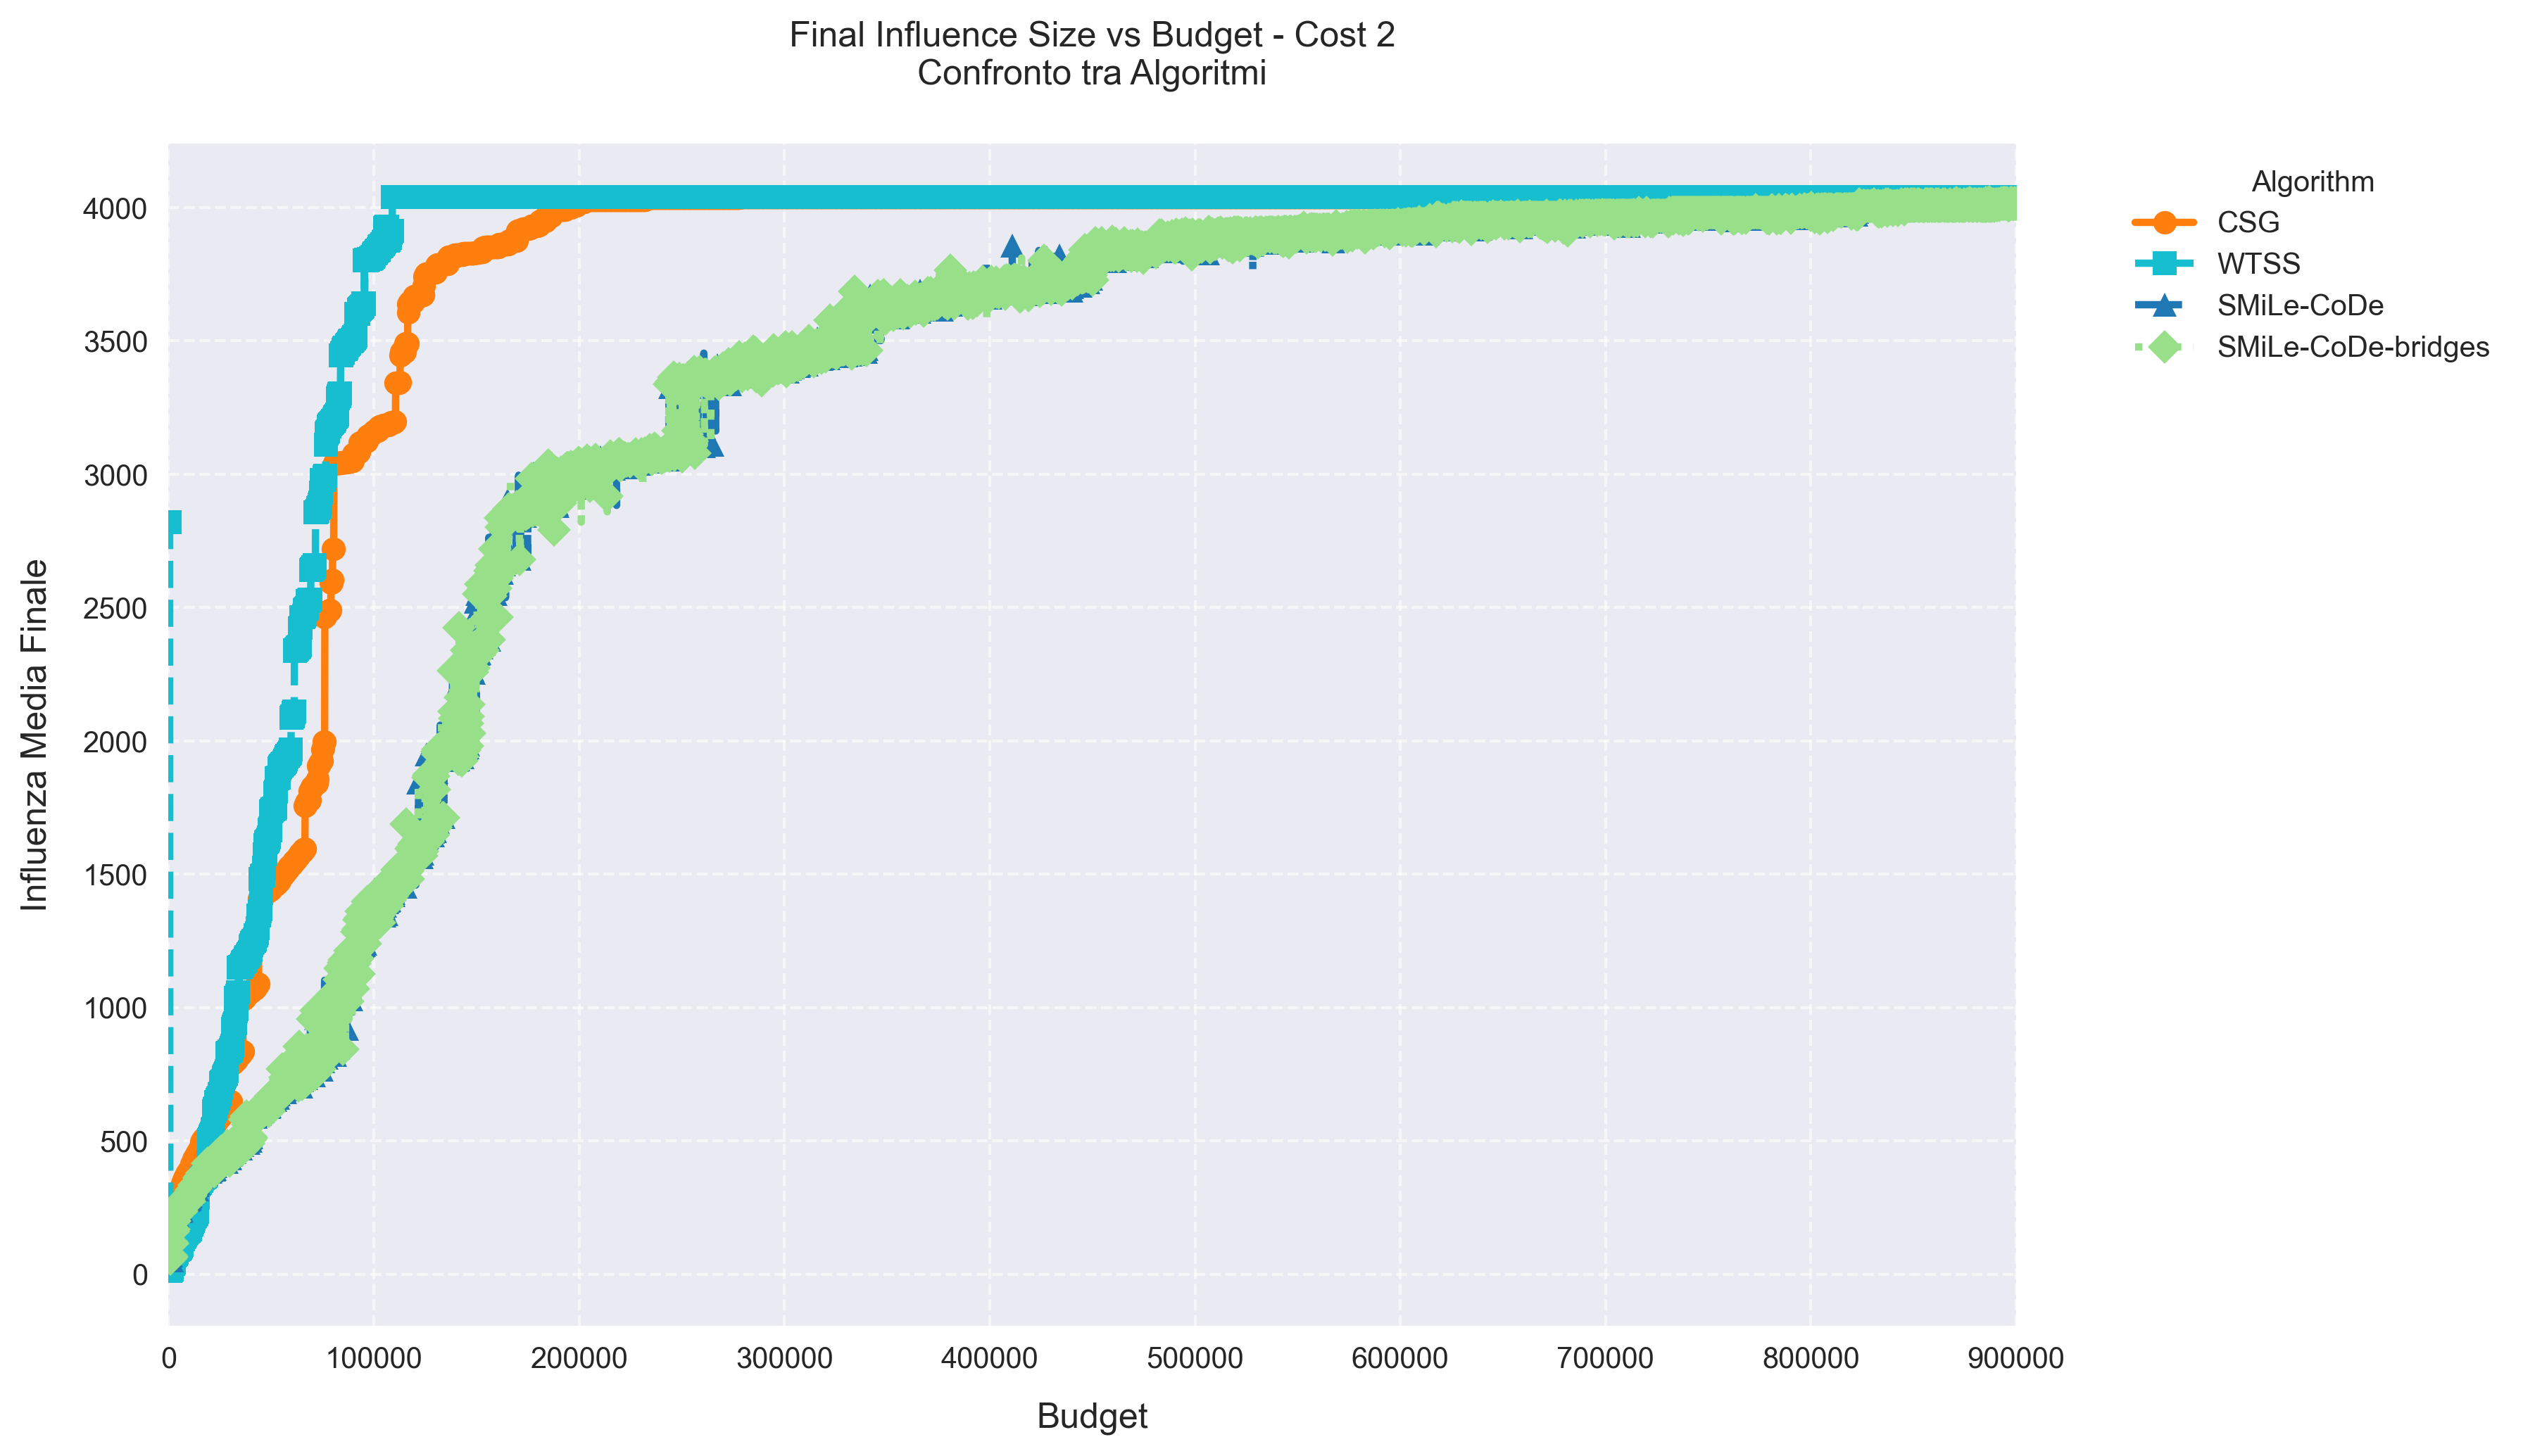 Final Influence Size vs Budget - Cost 2
Confronto tra Algoritmi
Algorithm
CSG
WTSS
SMiLe-CoDe
SMiLe-CoDe-bridges
Influenza Media Finale
4000
3500
3000
2500
2000
1500
1000
500
0
0 100000 200000 300000 400000 500000 600000 700000 800000 900000
Budget